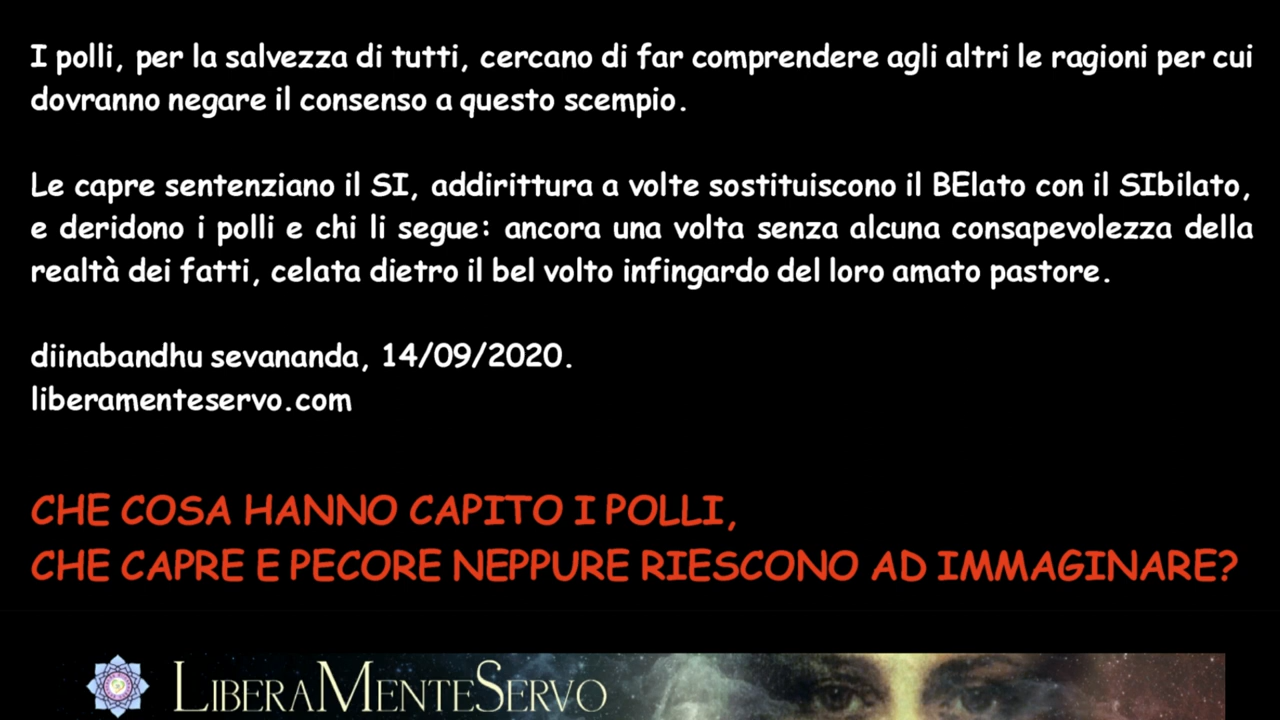 I polli, per la salvezza di tutti, cercano di far comprendere agli altri le ragioni per cui
dovranno negare il consenso a questo scempio.
Le capre sentenziano il SI, addirittura a volte sostituiscono il BElato con il SIbilato,
e deridono i polli e chi li segue: ancora una volta senza alcuna consapevolezza della
realtà dei fatti, celata dietro il bel volto infingardo del loro amato pastore.
diinabandhu sevananda, 14/09/2020.
liberamenteservo.com
CHE COSA HANNO CAPITO I POLLI,
CHE CAPRE E PECORE NEPPURE RIESCONO AD IMMAGINARE?
LIBERAMENTESERVO